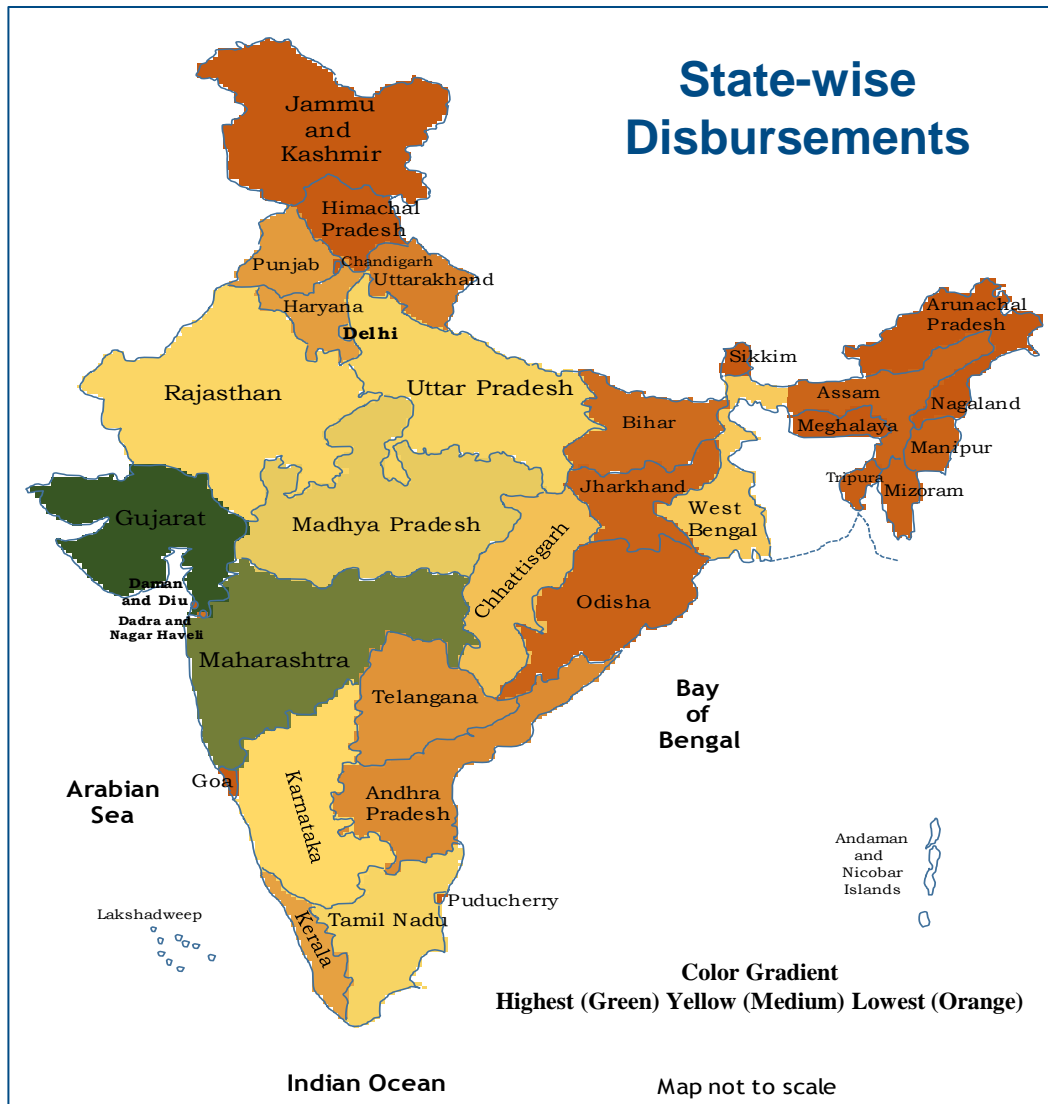 State-wise
Disbursements
Jammu
and
Kashmir
Himachal
Pradesh
Punjab
Chandigarh
Uttarakhand
Haryana
Delhi
Arunachal
Pradesh
Sikkim
Rajasthan
Uttar Pradesh
Assam
Nagaland
Bihar
Meghalaya
Manipur
Jharkhand
Tripura
Mizoram
Gujarat
Madhya Pradesh
West
Bengal
Chhattisgarh
Daman
and Diu
Dadra and
Nagar Haveli
Odisha
Maharashtra
Telangana
Bay
of
Bengal
Goa
Arabian
Sea
Karnataka
Andhra
Pradesh
Andaman
and
Nicobar
Islands
Puducherry
Lakshadweep
Kerala
Tamil Nadu
Color Gradient
Highest (Green) Yellow (Medium) Lowest (Orange)
Indian Ocean
Map not to scale